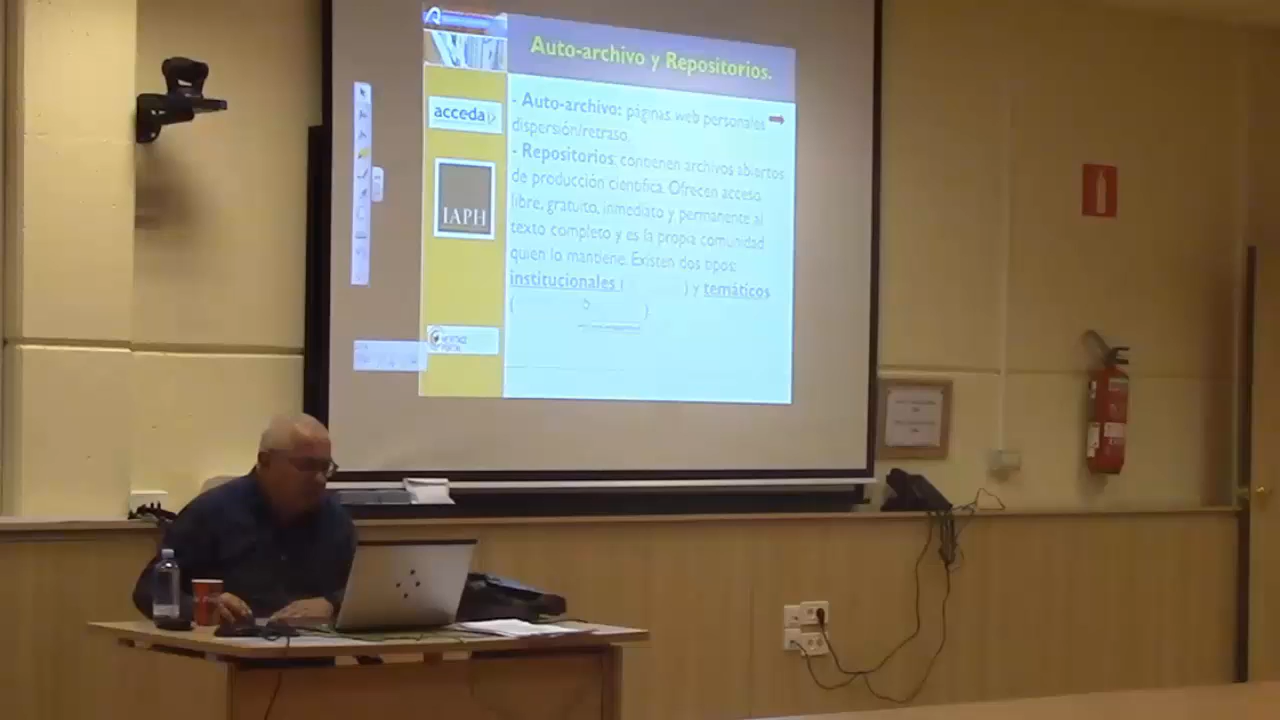 Auto-archivo y Repositorios.
- Auto-archivo: páginas web personales
dispersión/retraso.
- Repositorios: contienen archivos abiertos
de producción científica. Ofrecen acceso
libre, gratuito, inmediato y permanente al
texto completo y es la propia comunidad
quien lo mantiene. Existen dos tipos:
institucionales ( ) y temáticos
( ).
acceda
IAPH
HERITAGE
PORTAL